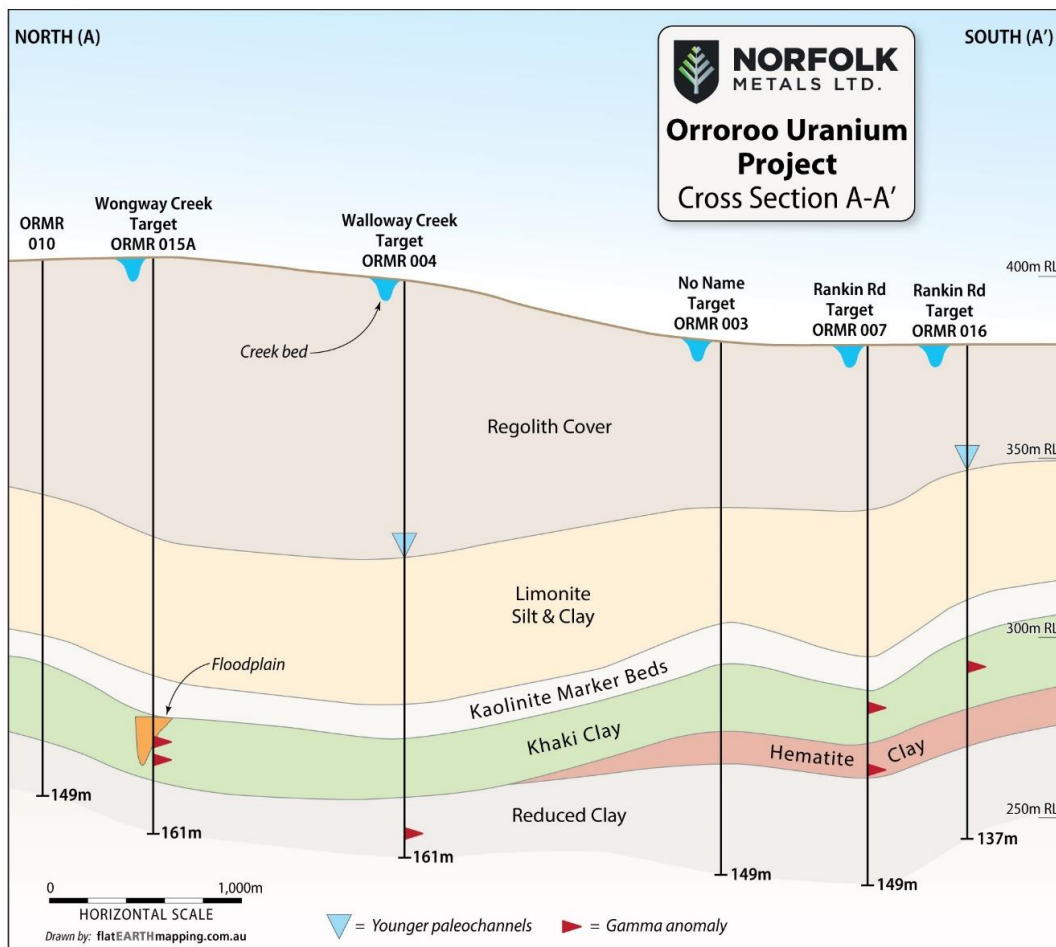 NORTH (A)
SOUTH (A')
NORFOLK
METALS LTD.
Orroroo Uranium
Project
Cross Section A-A'
ORMR
010
Wongway Creek
Target
ORMR 015A
Walloway Creek
Target
ORMR 004
No Name
Target
ORMR 003
Rankin Rd
Target
ORMR 007
Rankin Rd
Target
ORMR 016
400m RL
Creek bed
Regolith Cover
350m RL
Limonite
Silt & Clay
300m RL
Floodplain
Kaolinite Marker Beds
Khaki Clay
Hematite Clay
Reduced Clay
250m RL
149m
161m
161m
149m
149m
137m
0 1,000m
HORIZONTAL SCALE
Drawn by: flatEARTHmapping.com.au
= Younger paleochannels
= Gamma anomaly